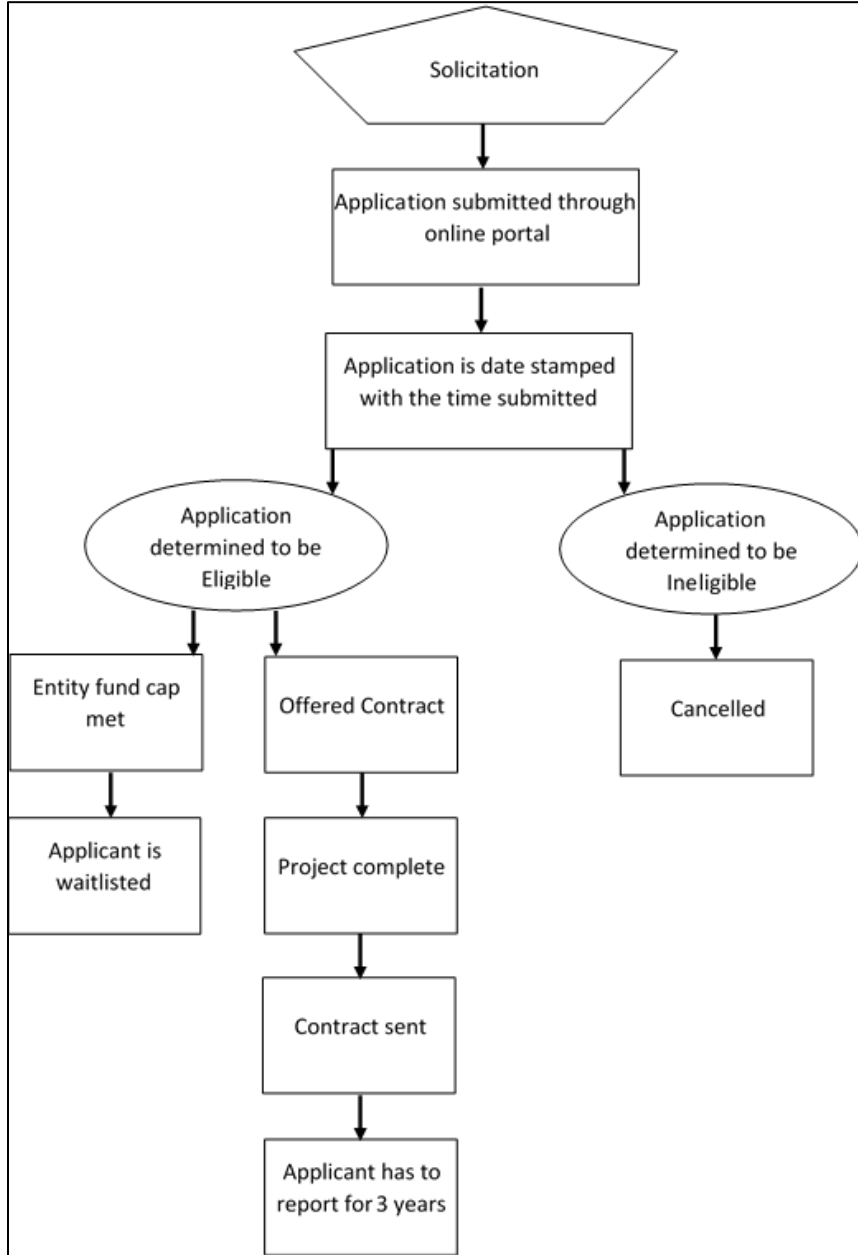 Solicitation
Application submitted through
online portal
Application is date stamped
with the time submitted
Application
determined to be
Eligible
Application
determined to be
Ineligible
Entity fund cap
met
Offered Contract
Cancelled
Applicant is
waitlisted
Project complete
Contract sent
Applicant has to
report for 3 years